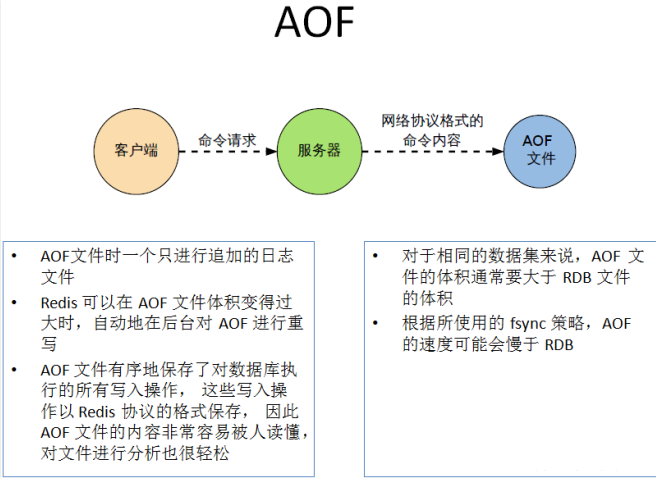 AOF
客户端
命令请求
服务器
网络协议格式的
命令内容
AOF
文件
• AOF文件时一个只进行追加的日志
文件
• Redis 可以在 AOF 文件体积变得过
大时，自动地在后台对 AOF 进行重
写
• AOF 文件有序地保存了对数据库执
行的所有写入操作， 这些写入操
作以 Redis 协议的格式保存， 因此
AOF 文件的内容非常容易被人读懂，
对文件进行分析也很轻松
• 对于相同的数据集来说，AOF 文
件的体积通常要大于 RDB 文件
的体积
• 根据所使用的 fsync 策略，AOF
的速度可能会慢于 RDB